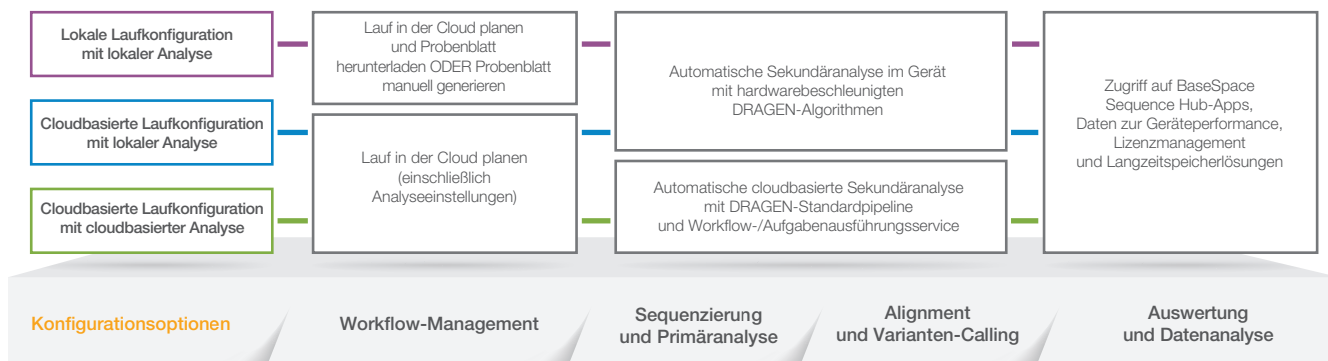 Lokale Laufkonfiguration
mit lokaler Analyse
Lauf in der Cloud planen
und Probenblatt
herunterladen ODER Probenblatt
manuell generieren
Automatische Sekundäranalyse im Gerät
mit hardwarebeschleunigten
DRAGEN-Algorithmen
Zugriff auf BaseSpace
Sequence Hub-Apps,
Daten zur Geräteperformance,
Lizenzmanagement
und Langzeitspeicherlösungen
Cloudbasierte Laufkonfiguration
mit lokaler Analyse
Lauf in der Cloud planen
(einschließlich
Analyseeinstellungen)
Cloudbasierte Laufkonfiguration
mit cloudbasierter Analyse
Automatische cloudbasierte Sekundäranalyse
mit DRAGEN-Standardpipeline
und Workflow-/Aufgabenausführungsservice
Konfigurationsoptionen
Workflow-Management
Sequenzierung
und Primäranalyse
Alignment
und Varianten-Calling
Auswertung
und Datenanalyse